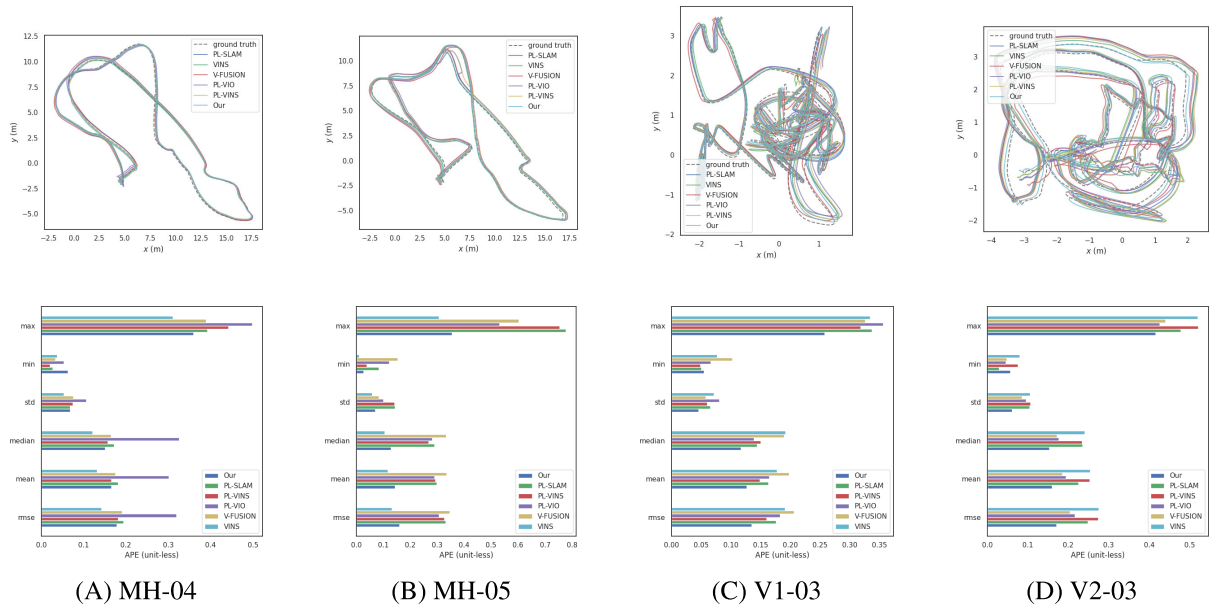 12.5
10.0
7.5
5.0
2.5
0.0
−2.5
−5.0
y (m)
−2.5 0.0 2.5 5.0 7.5 10.0 12.5 15.0 17.5
x (m)
ground truth
PL-SLAM
VINS
V-FUSION
PL-VIO
PL-VINS
Our
12.5
10.0
7.5
5.0
2.5
0.0
−2.5
−5.0
y (m)
−2.5 0.0 2.5 5.0 7.5 10.0 12.5 15.0 17.5
x (m)
ground truth
PL-SLAM
VINS
V-FUSION
PL-VIO
PL-VINS
Our
3
2
1
0
−1
−2
y (m)
−2 −1 0 1
x (m)
ground truth
PL-SLAM
VINS
V-FUSION
PL-VIO
PL-VINS
Our
3
2
1
0
−1
−2
y (m)
−4 −3 −2 −1 0 1 2
x (m)
ground truth
PL-SLAM
VINS
V-FUSION
PL-VIO
PL-VINS
Our
max
min
std
median
mean
rmse
0.0 0.1 0.2 0.3 0.4 0.5
APE (unit-less)
Our
PL-SLAM
PL-VINS
PL-VIO
V-FUSION
VINS
max
min
std
median
mean
rmse
0.0 0.1 0.2 0.3 0.4 0.5 0.6 0.7 0.8
APE (unit-less)
Our
PL-SLAM
PL-VINS
PL-VIO
V-FUSION
VINS
max
min
std
median
mean
rmse
0.00 0.05 0.10 0.15 0.20 0.25 0.30 0.35
APE (unit-less)
Our
PL-SLAM
PL-VINS
PL-VIO
V-FUSION
VINS
max
min
std
median
mean
rmse
0.0 0.1 0.2 0.3 0.4 0.5
APE (unit-less)
Our
PL-SLAM
PL-VINS
PL-VIO
V-FUSION
VINS
(A) MH-04
(B) MH-05
(C) V1-03
(D) V2-03